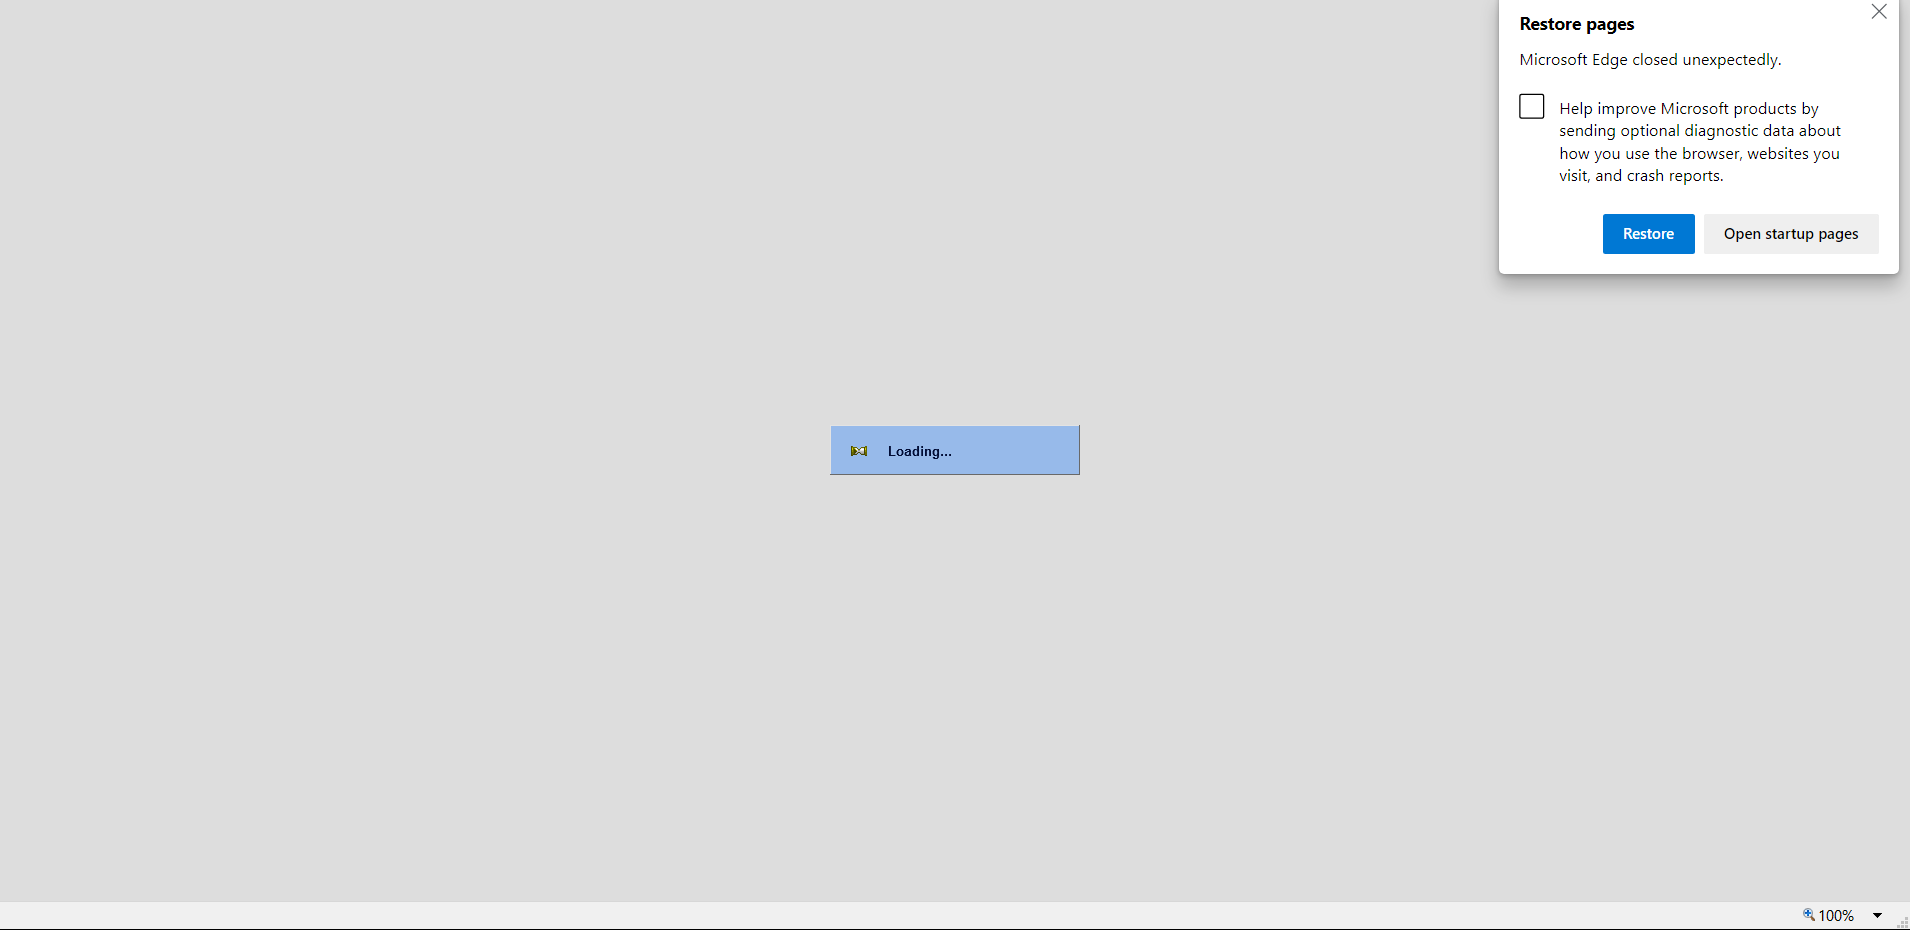 Restore pages
Microsoft Edge closed unexpectedly.
Help improve Microsoft products by
sending optional diagnostic data about
how you use the browser, websites you
visit, and crash reports.
Restore Open startup pages
Loading...
100%